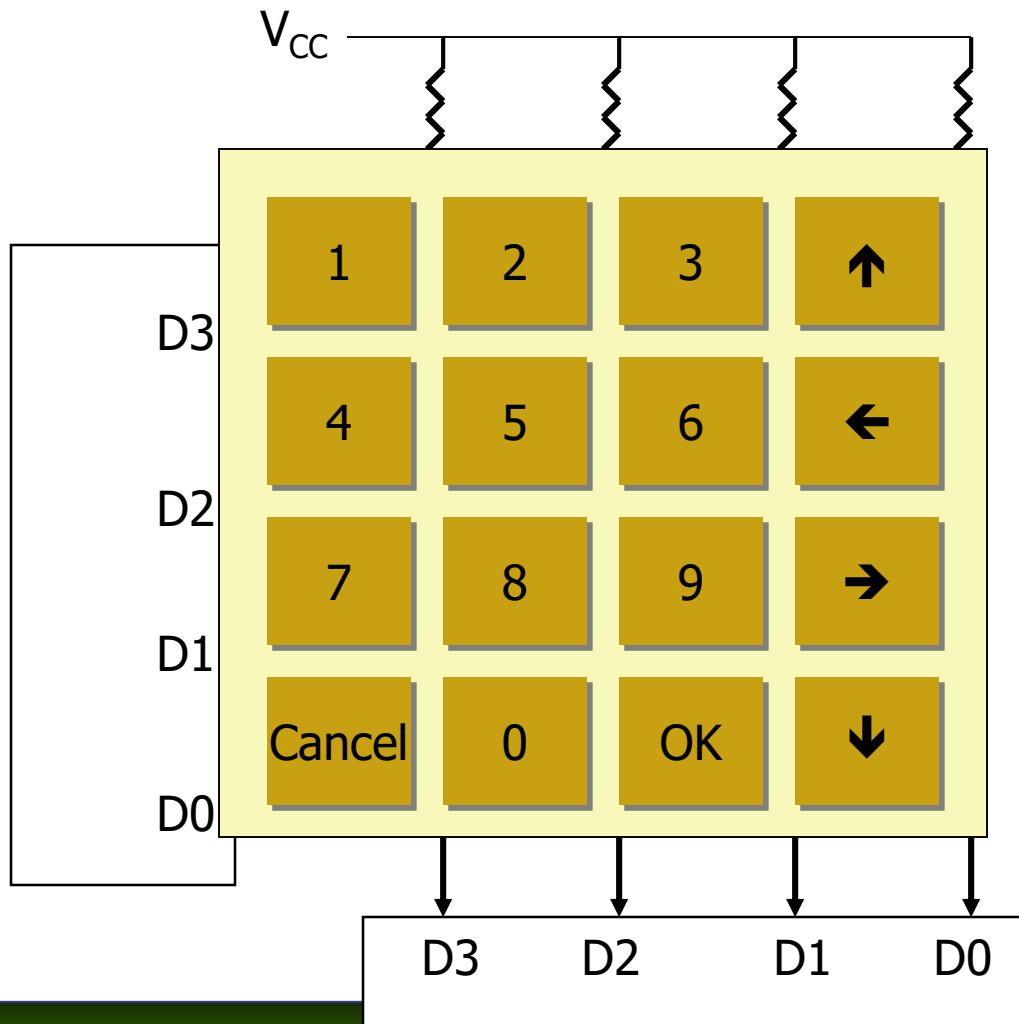 VCC
1 2 3 🡹
D3
4 5 6 🡸
D2
7 8 9 🡺
D1
Cancel 0 OK 🡻
D0
D3 D2 D1 D0